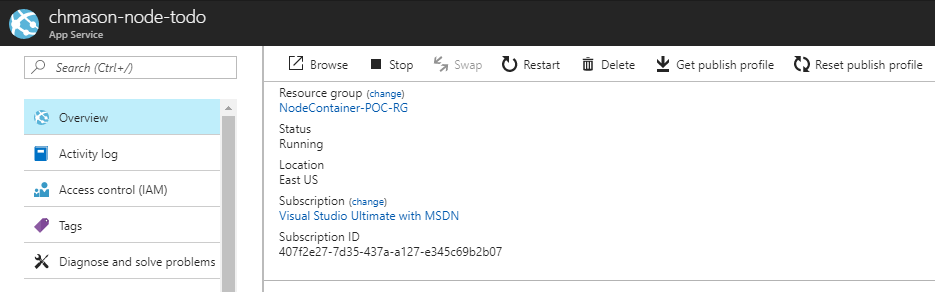 chmason-node-todo
App Service
Search (Ctrl+/)
Browse Stop Swap Restart Delete Get publish profile Reset publish profile
Overview
Activity log
Access control (IAM)
Tags
Diagnose and solve problems
Resource group (change)
NodeContainer-POC-RG
Status
Running
Location
East US
Subscription (change)
Visual Studio Ultimate with MSDN
Subscription ID
407f2e27-7d35-437a-a127-e345c69b2b07